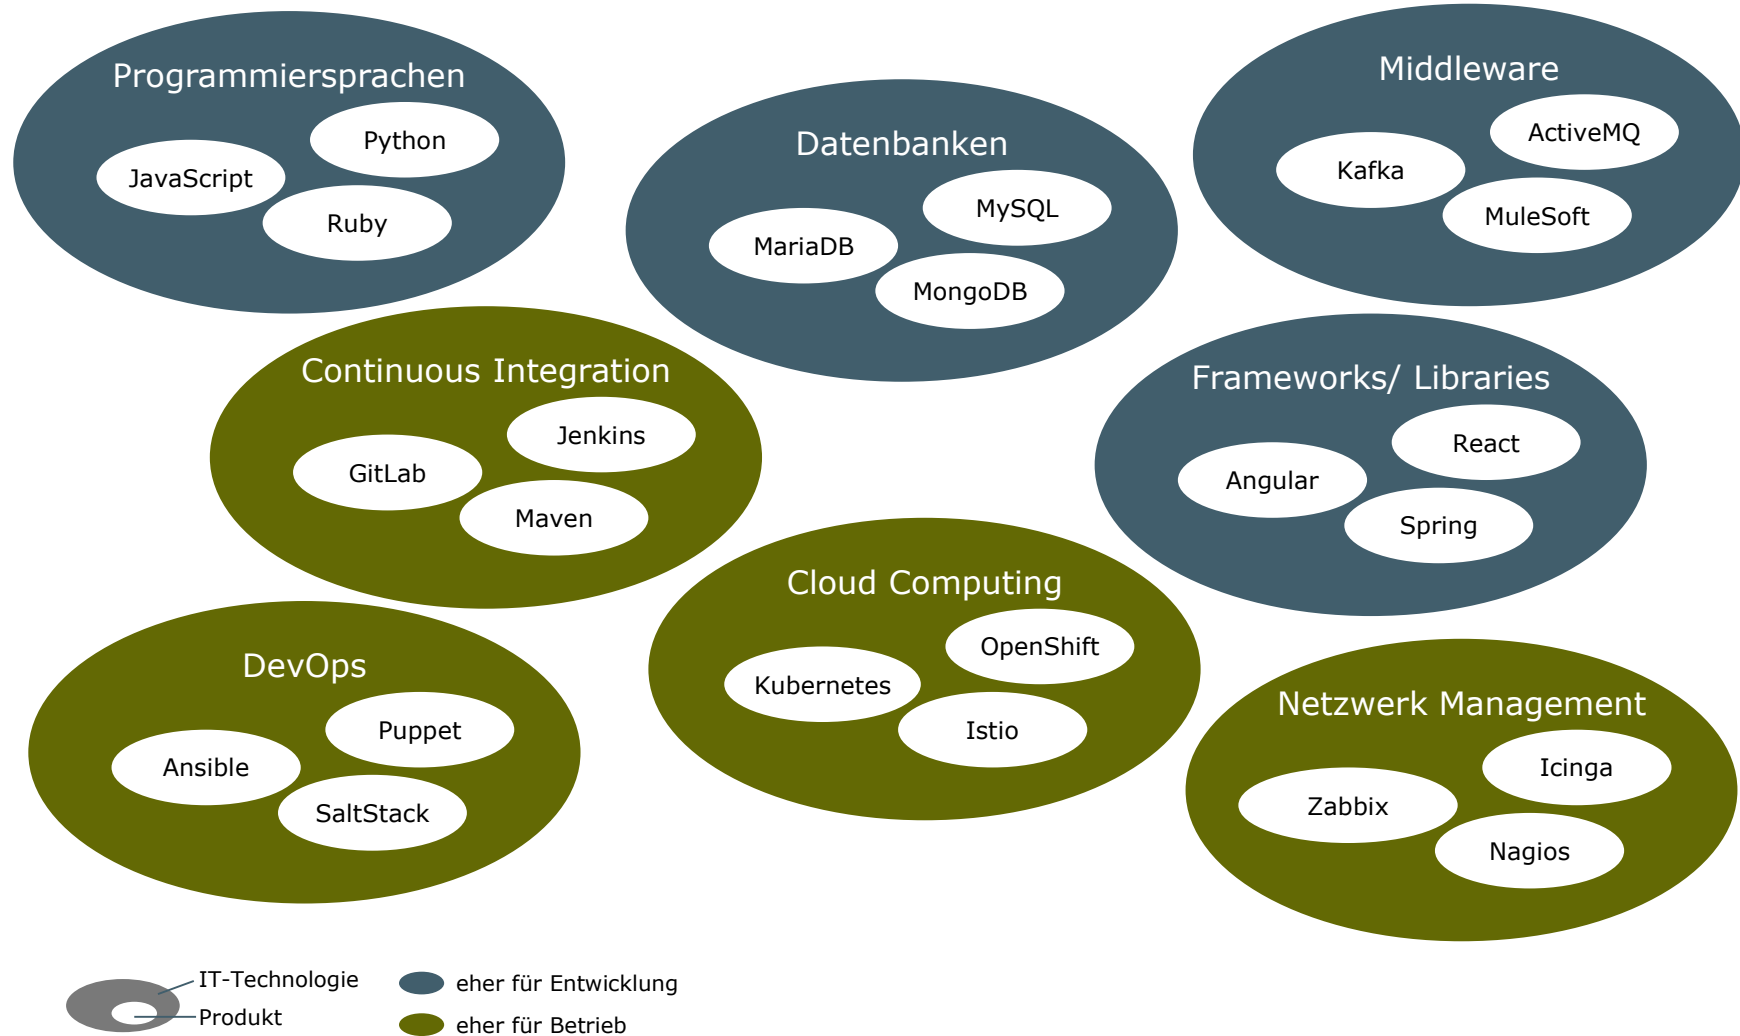 Programmiersprachen
Python
JavaScript
Ruby
Datenbanken
MySQL
MariaDB
MongoDB
Middleware
ActiveMQ
Kafka
MuleSoft
Continuous Integration
Jenkins
GitLab
Maven
Frameworks/ Libraries
React
Angular
Spring
Cloud Computing
OpenShift
Kubernetes
Istio
DevOps
Puppet
Ansible
SaltStack
Netzwerk Management
Icinga
Zabbix
Nagios
IT-Technologie
Produkt
eher für Entwicklung
eher für Betrieb